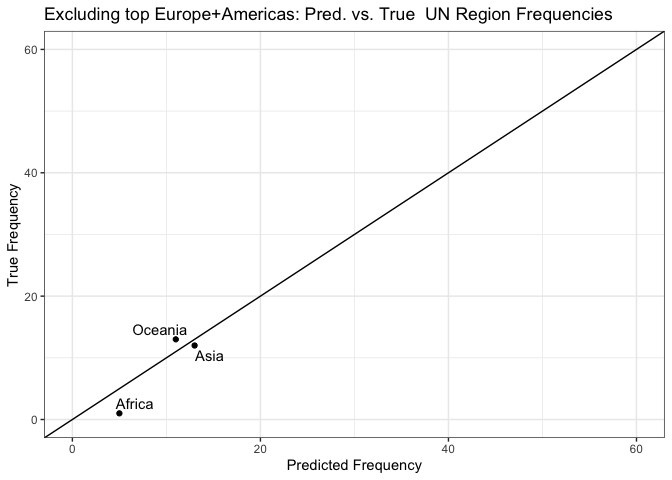 Excluding top Europe+Americas: Pred. vs. True  UN Region Frequencies
True Frequency
60
40
20
0
Oceania
Asia
Africa
0
20
40
60
Predicted Frequency